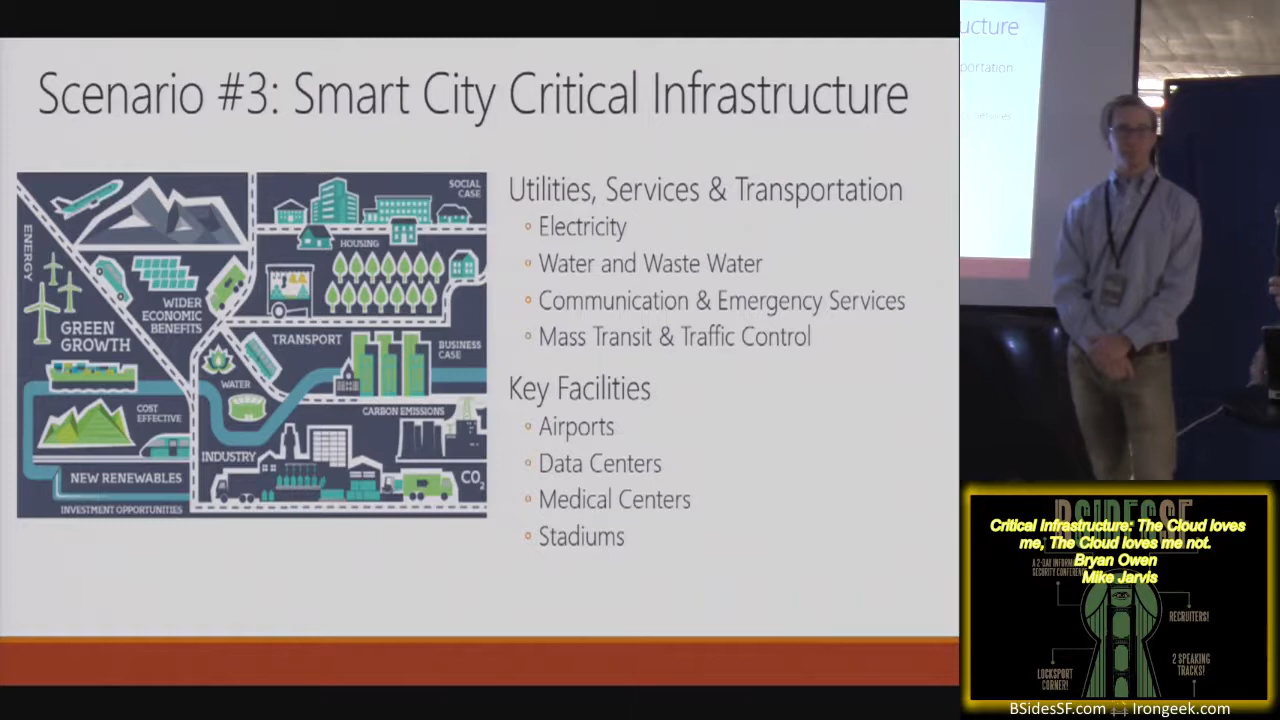 Scenario #3: Smart City Critical Infrastructure
SOCIAL
CASE
ENERGY
HOUSING
WIDER
ECONOMIC
BENEFITS
GREEN
GROWTH
TRANSPORT
BUSINESS
CASE
WATER
COST
EFFECTIVE
CARBON EMISSIONS
INDUSTRY
NEW RENEWABLES
CO2
INVESTMENT OPPORTUNITIES
Utilities, Services & Transportation
Electricity
Water and Waste Water
Communication & Emergency Services
Mass Transit & Traffic Control
Key Facilities
Airports
Data Centers
Medical Centers
Stadiums
ucture
portation
Services
BSIDESSF
Critical Infrastructure: The Cloud loves
me, The Cloud loves me not.
Bryan Owen
Mike Jarvis
A 2-DAY INFORM
SECURITY CONFERENCE
RECRUITERS!
LOCKSPORT
CORNER!
2 SPEAKING
TRACKS!
BSidesSF.com Irongeek.com